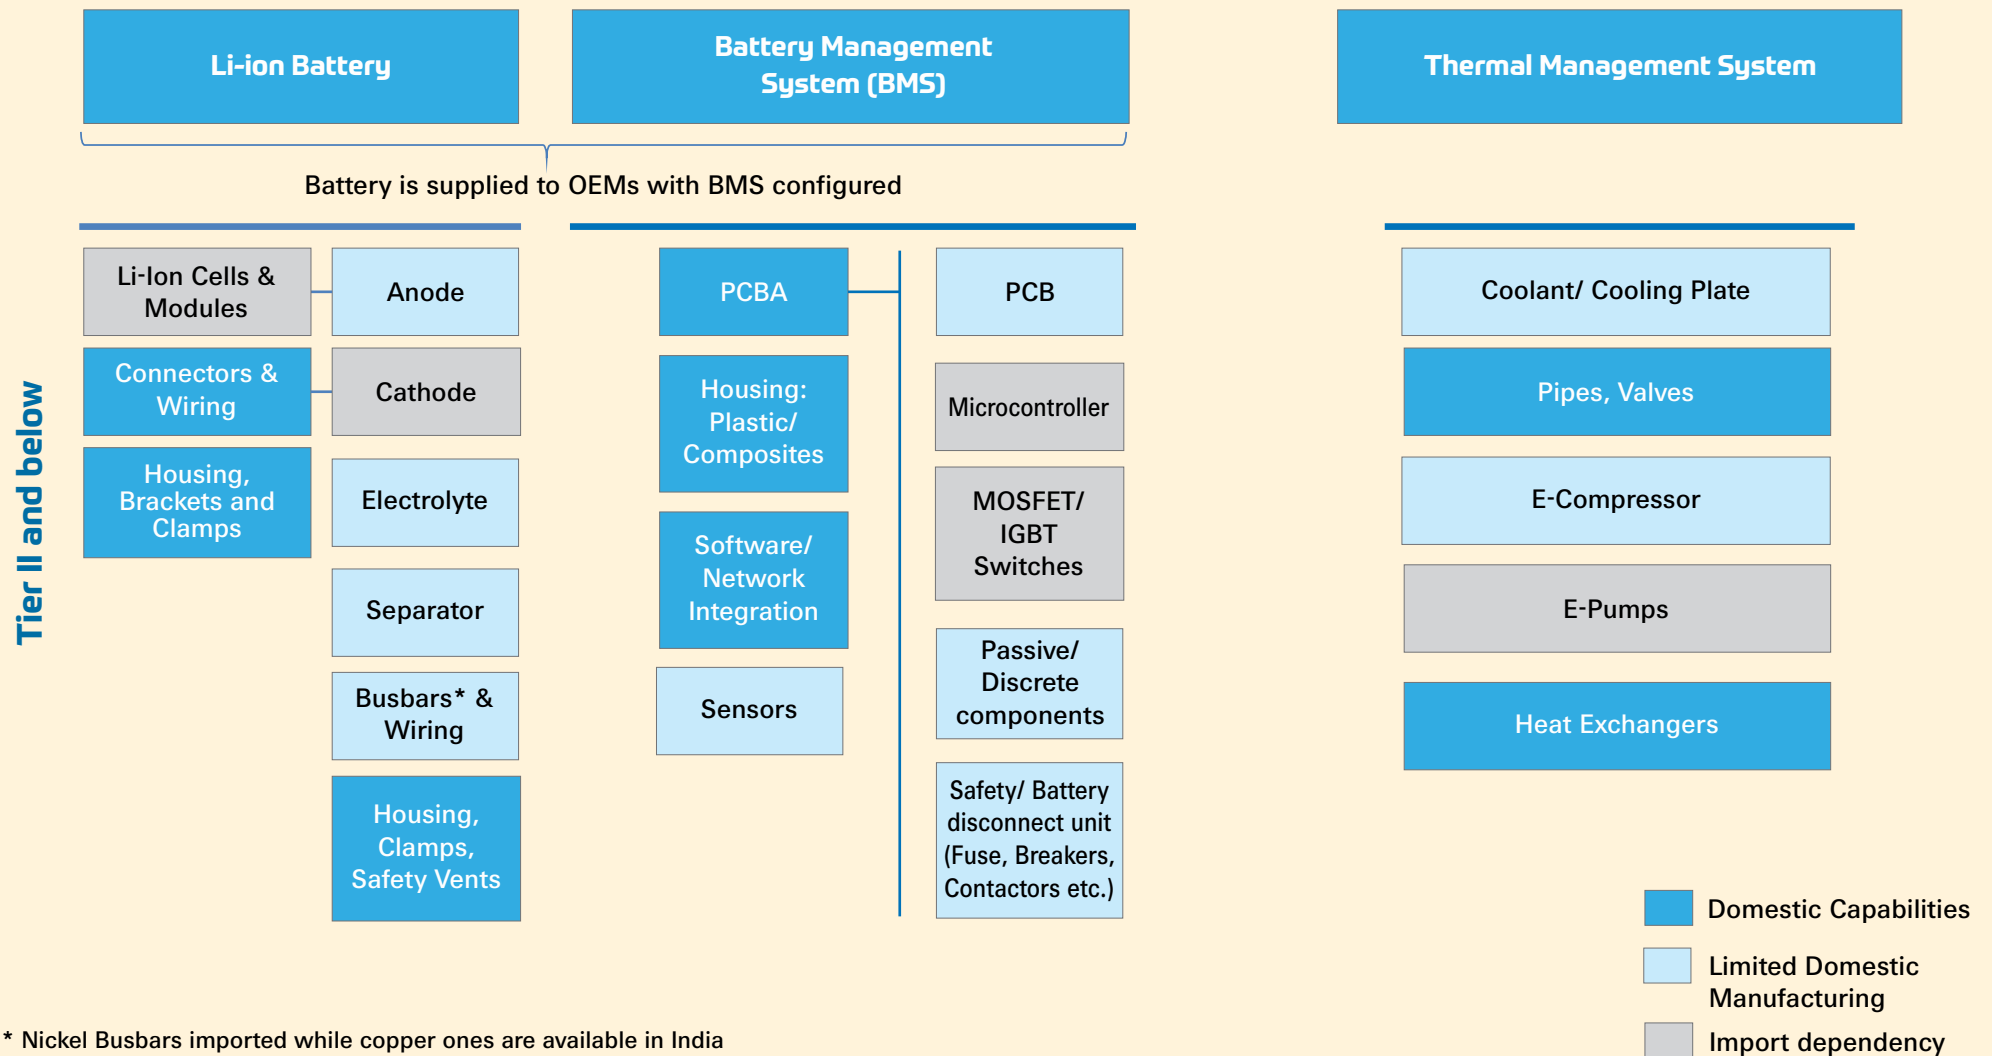 Li-ion Battery
Battery Management
System (BMS)
Thermal Management System
Battery is supplied to OEMs with BMS configured
Tier II and below
Li-Ion Cells &
Modules
Connectors &
Wiring
Housing,
Brackets and
Clamps
Anode
Cathode
Electrolyte
Separator
Busbars* &
Wiring
Housing,
Clamps,
Safety Vents
PCBA
Housing:
Plastic/
Composites
Software/
Network
Integration
Sensors
PCB
Microcontroller
MOSFET/
IGBT
Switches
Passive/
Discrete
components
Safety/ Battery
disconnect unit
(Fuse, Breakers,
Contactors etc.)
Coolant/ Cooling Plate
Pipes, Valves
E-Compressor
E-Pumps
Heat Exchangers
Domestic Capabilities
Limited Domestic
Manufacturing
Import dependency
* Nickel Busbars imported while copper ones are available in India